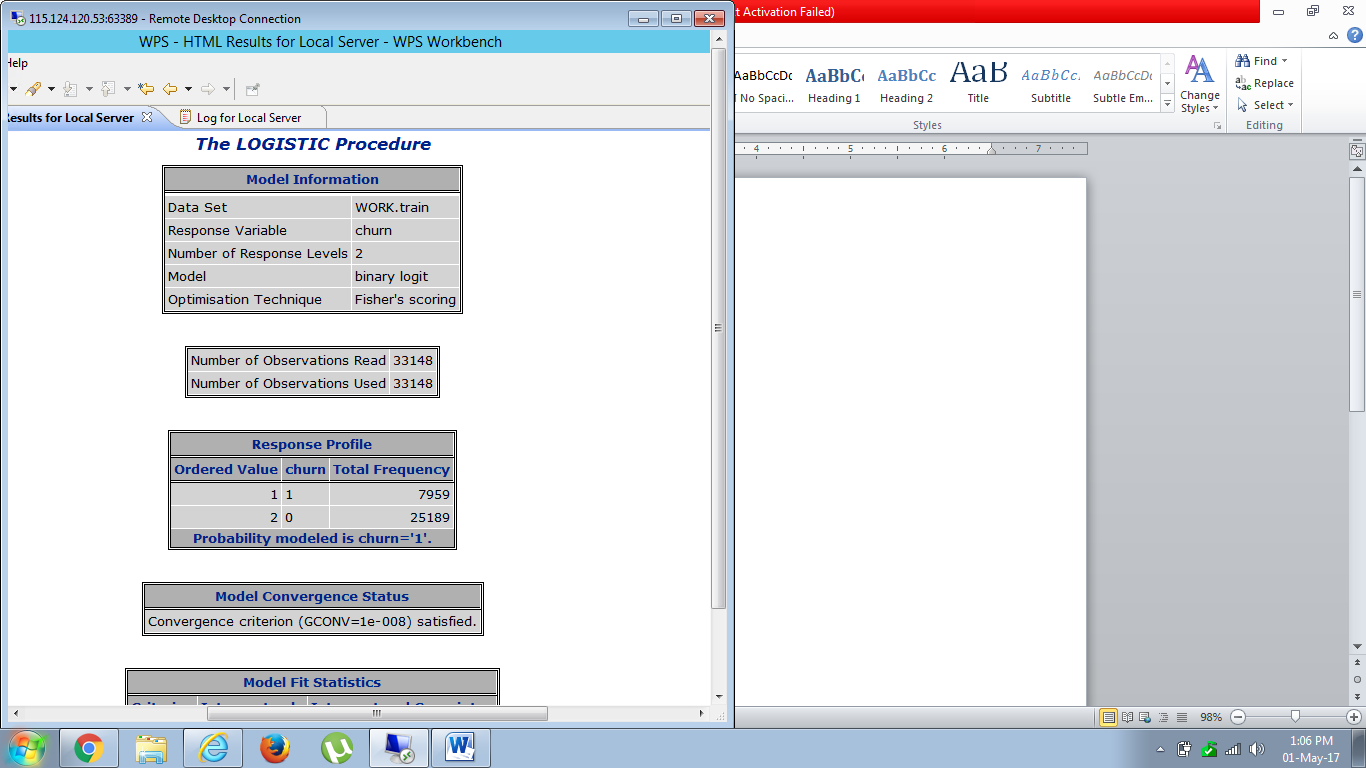 115.124.120.53:63389 - Remote Desktop Connection
WPS - HTML Results for Local Server - WPS Workbench
Help
Results for Local Server
Log for Local Server
The LOGISTIC Procedure
Model Information
Data Set WORK.train
Response Variable churn
Number of Response Levels 2
Model binary logit
Optimisation Technique Fisher's scoring
Number of Observations Read 33148
Number of Observations Used 33148
Response Profile
Ordered Value churn Total Frequency
1 1 7959
2 0 25189
Probability modeled is churn='1'.
Model Convergence Status
Convergence criterion (GCONV=1e-008) satisfied.
Model Fit Statistics
t Activation Failed)
AaBbCcDc AaBbCc AaBbCc AaB AaBbCc. AaBbCcDc
No Spaci... Heading 1 Heading 2 Title Subtitle Subtle Em...
Change Styles
Styles
Find
Replace
Select
Editing
4 5 6 7
98%
1:06 PM
01-May-17